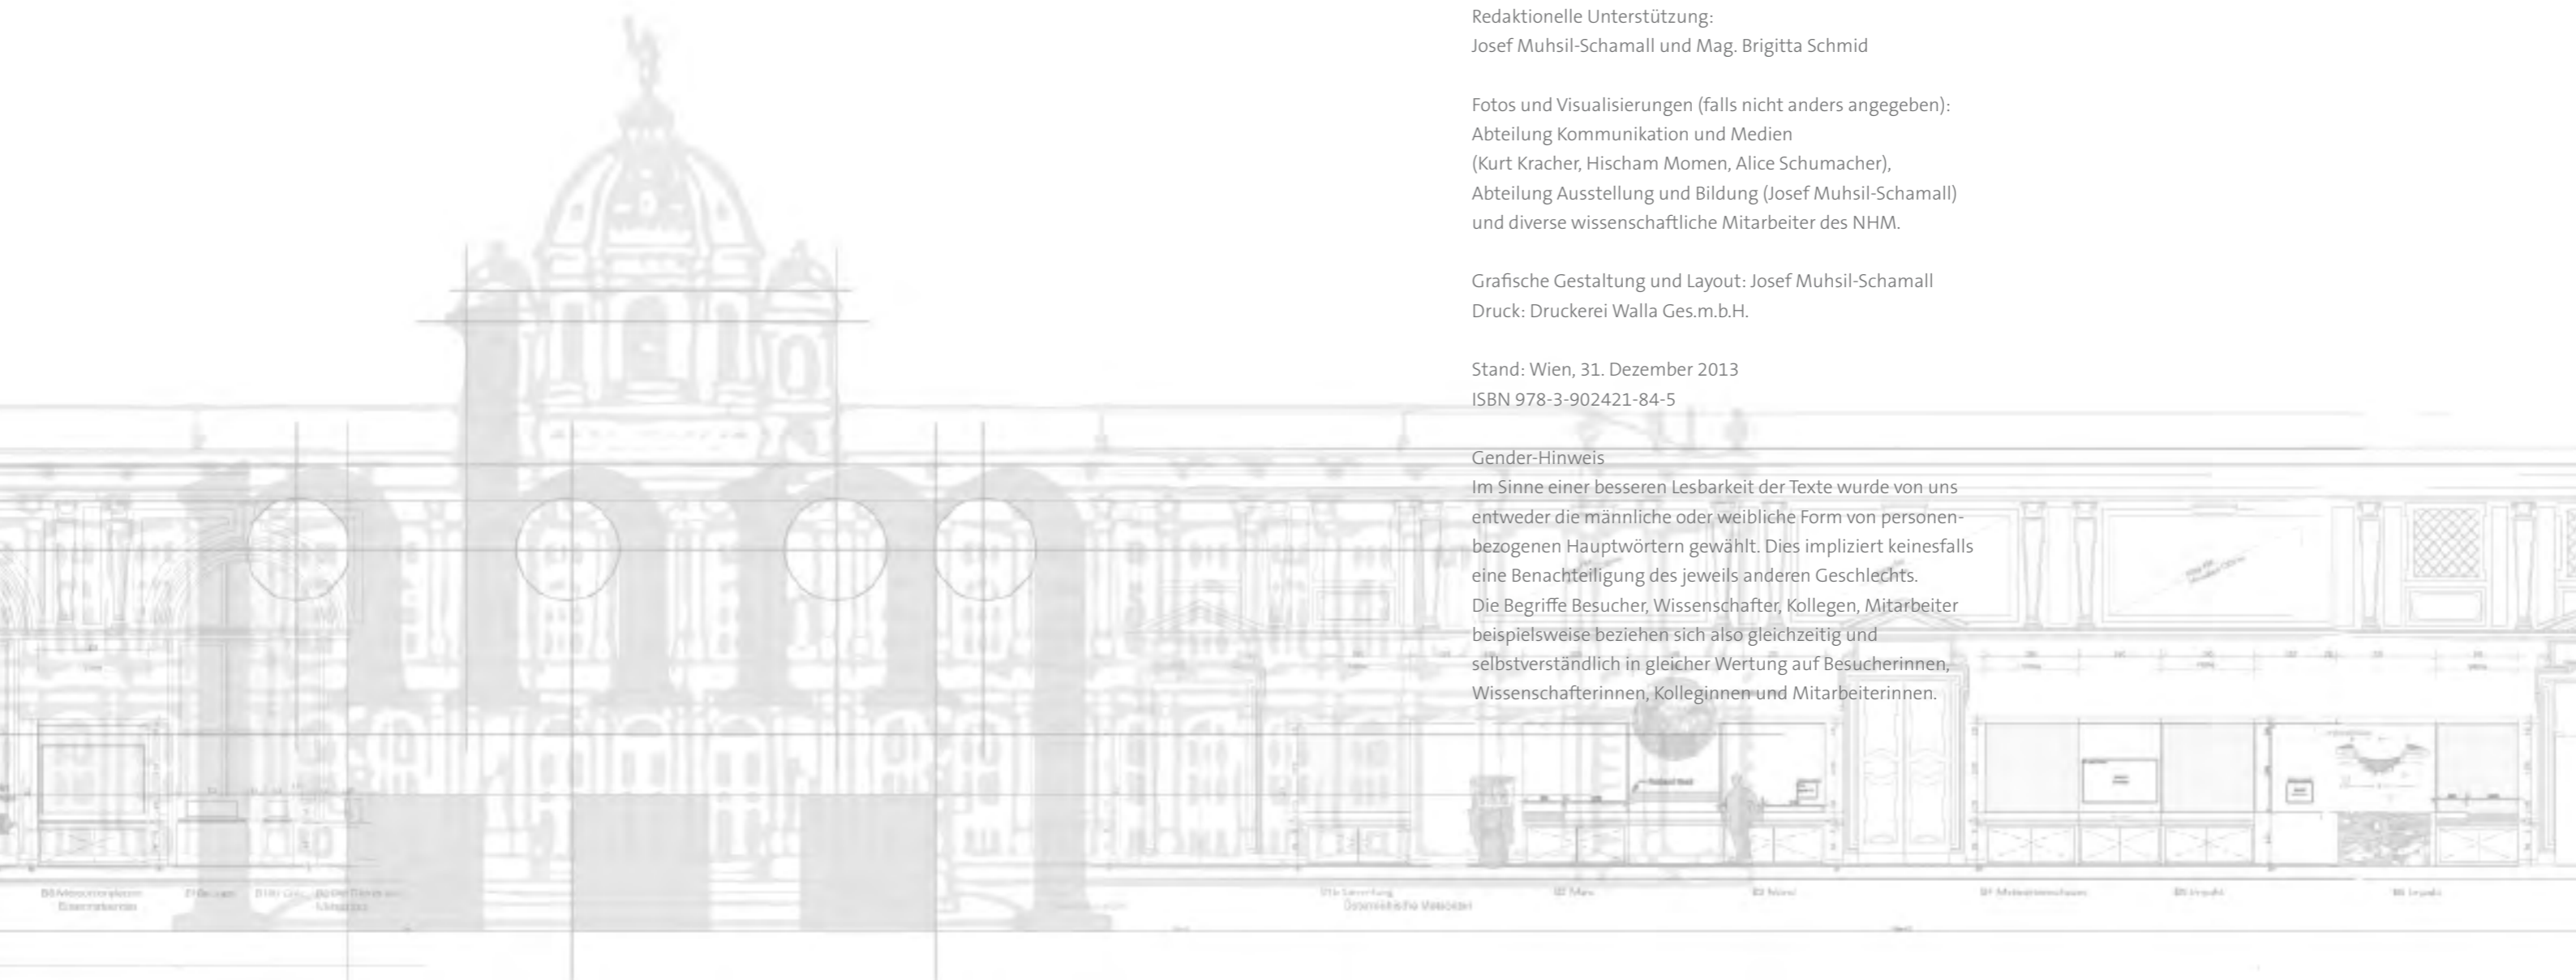 Redaktionelle Unterstützung:
Josef Muhsil-Schamall und Mag. Brigitta Schmid
Fotos und Visualisierungen (falls nicht anders angegeben):
Abteilung Kommunikation und Medien
(Kurt Kracher, Hischam Momen, Alice Schumacher),
Abteilung Ausstellung und Bildung (Josef Muhsil-Schamall)
und diverse wissenschaftliche Mitarbeiter des NHM.
Grafische Gestaltung und Layout: Josef Muhsil-Schamall
Druck: Druckerei Walla Ges.m.b.H.
Stand: Wien, 31. Dezember 2013
ISBN 978-3-902421-84-5
Gender-Hinweis
Im Sinne einer besseren Lesbarkeit der Texte wurde von uns
entweder die männliche oder weibliche Form von personen-
bezogenen Hauptwörtern gewählt. Dies impliziert keinesfalls
eine Benachteiligung des jeweils anderen Geschlechts.
Die Begriffe Besucher, Wissenschafter, Kollegen, Mitarbeiter
beispielsweise beziehen sich also gleichzeitig und
selbstverständlich in gleicher Wertung auf Besucherinnen,
Wissenschafterinnen, Kolleginnen und Mitarbeiterinnen.
Österreichische Meteoriten